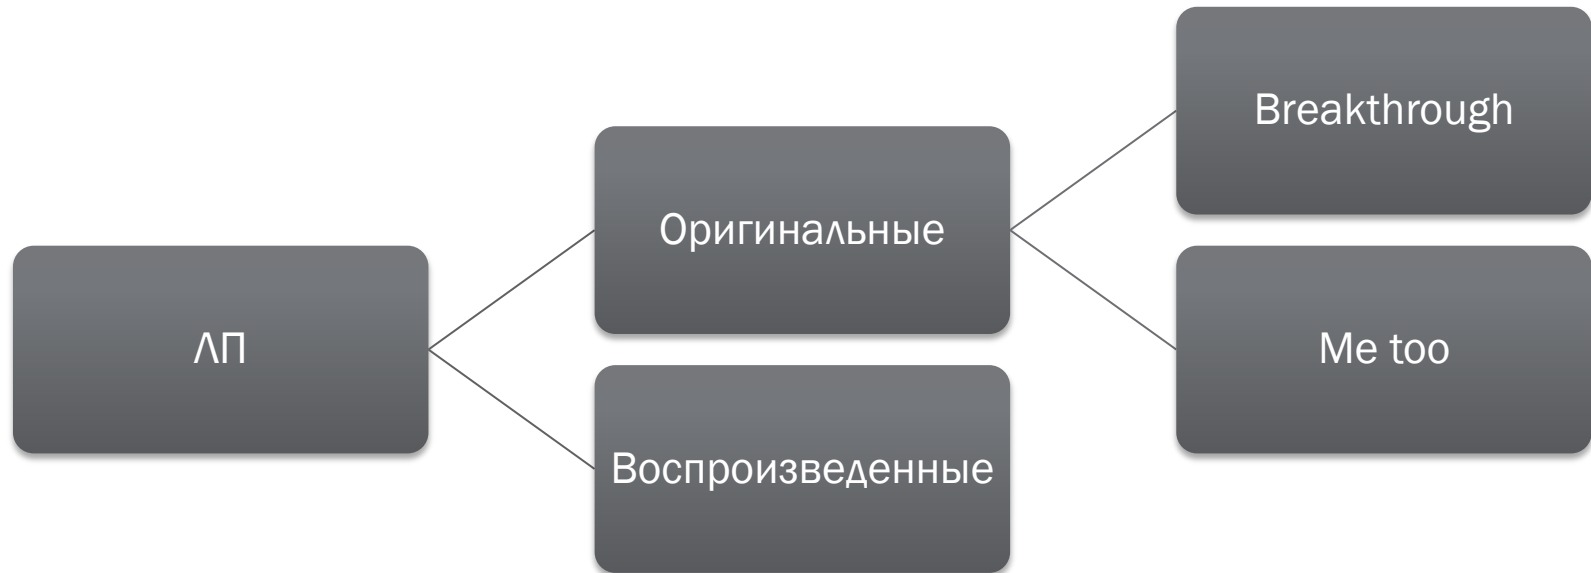 ЛП
Оригинальные
Воспроизведенные
Breakthrough
Me too